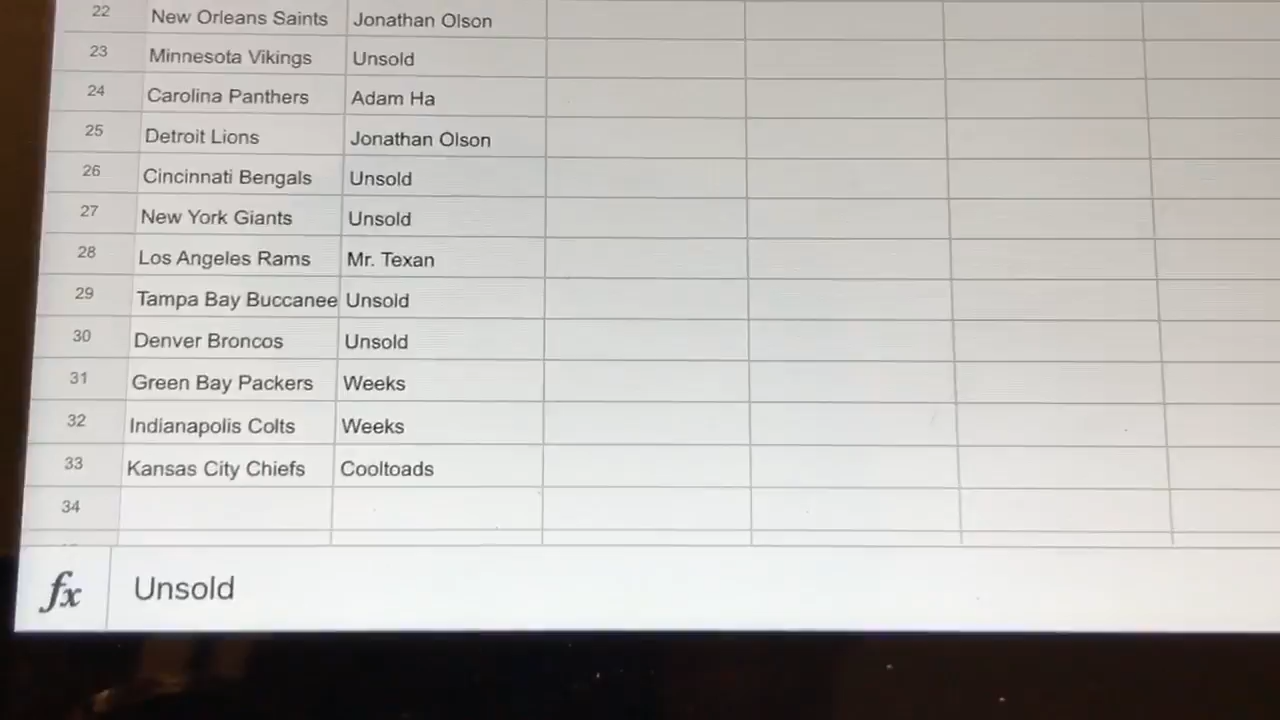 22 New Orleans Saints Jonathan Olson
23 Minnesota Vikings Unsold
24 Carolina Panthers Adam Ha
25 Detroit Lions Jonathan Olson
26 Cincinnati Bengals Unsold
27 New York Giants Unsold
28 Los Angeles Rams Mr. Texan
29 Tampa Bay Buccanee Unsold
30 Denver Broncos Unsold
31 Green Bay Packers Weeks
32 Indianapolis Colts Weeks
33 Kansas City Chiefs Cooltoads
34
fx Unsold